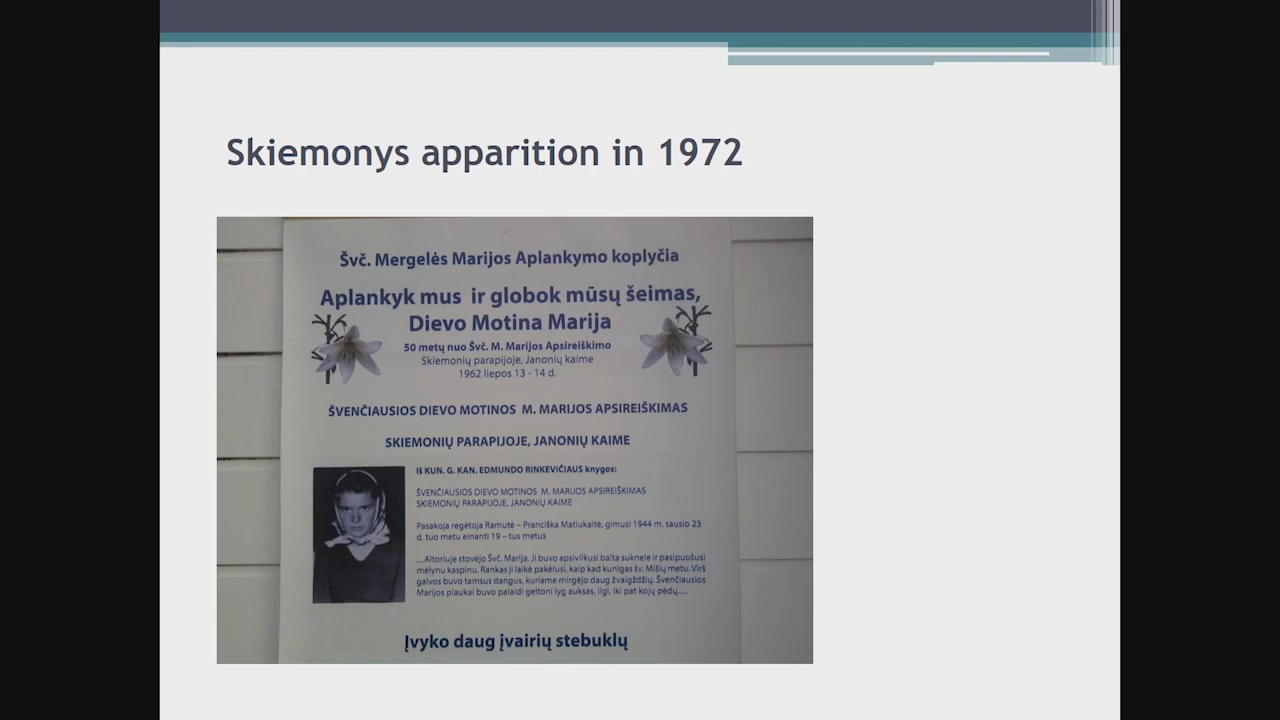 Skiemonys apparition in 1972
Švč. Mergelės Marijos Aplankymo koplyčia
Aplankyk mus ir globok mūsų šeimas,
Dievo Motina Marija
50 metų nuo Švč. M. Marijos Apsireiškimo
Skiemonių parapijoje, Janonių kaime
1962 liepos 13 - 14 d.
ŠVENČIAUSIOS DIEVO MOTINOS M. MARIJOS APSIREIŠKIMAS
SKIEMONIŲ PARAPIJOJE, JANONIŲ KAIME
Iš KUN. G. KAN. EDMUNDO RINKEVIČIAUS knygos:
ŠVENČIAUSIOS DIEVO MOTINOS M. MARIJOS APSIREIŠKIMAS
SKIEMONIŲ PARAPIJOJE, JANONIŲ KAIME
Pasakoja regėtoja Ramutė – Pranciška Matiukaitė, gimusi 1944 m. sausio 23
d. tuo metu einanti 19 – tus metus
....Altoriuje stovėjo Švč. Marija. Ji buvo apsivilkusi balta suknele ir pasipuošusi
mėlynu kaspinu. Rankas ji laikė pakėlusi, kaip kad kunigas šv. Mišių metu. Virš
galvos buvo tamsus dangus, kuriame mirgėjo daug žvaigždžių. Švenčiausios
Marijos plaukai buvo palaidi geltoni lyg auksas, ilgi, iki pat kojų pėdų.....
Įvyko daug įvairių stebuklų